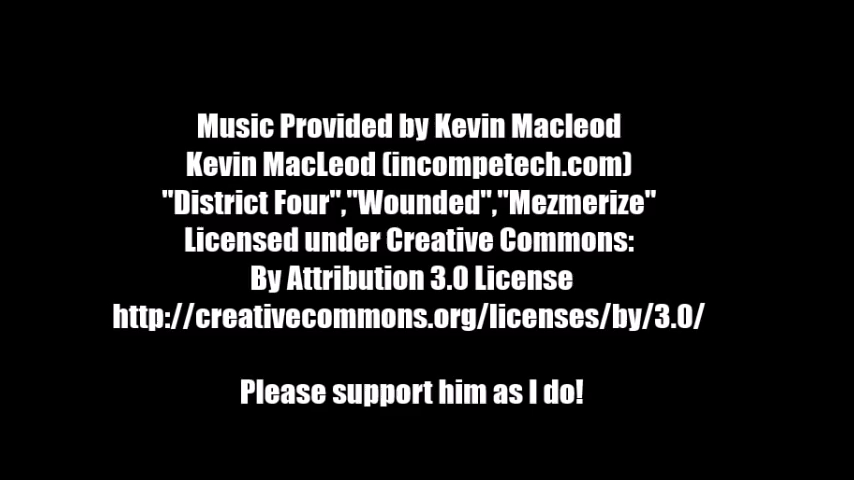 Music Provided by Kevin Macleod
Kevin MacLeod (incompetech.com)
"District Four","Wounded","Mezmerize"
Licensed under Creative Commons:
By Attribution 3.0 License
http://creativecommons.org/licenses/by/3.0/
Please support him as I do!